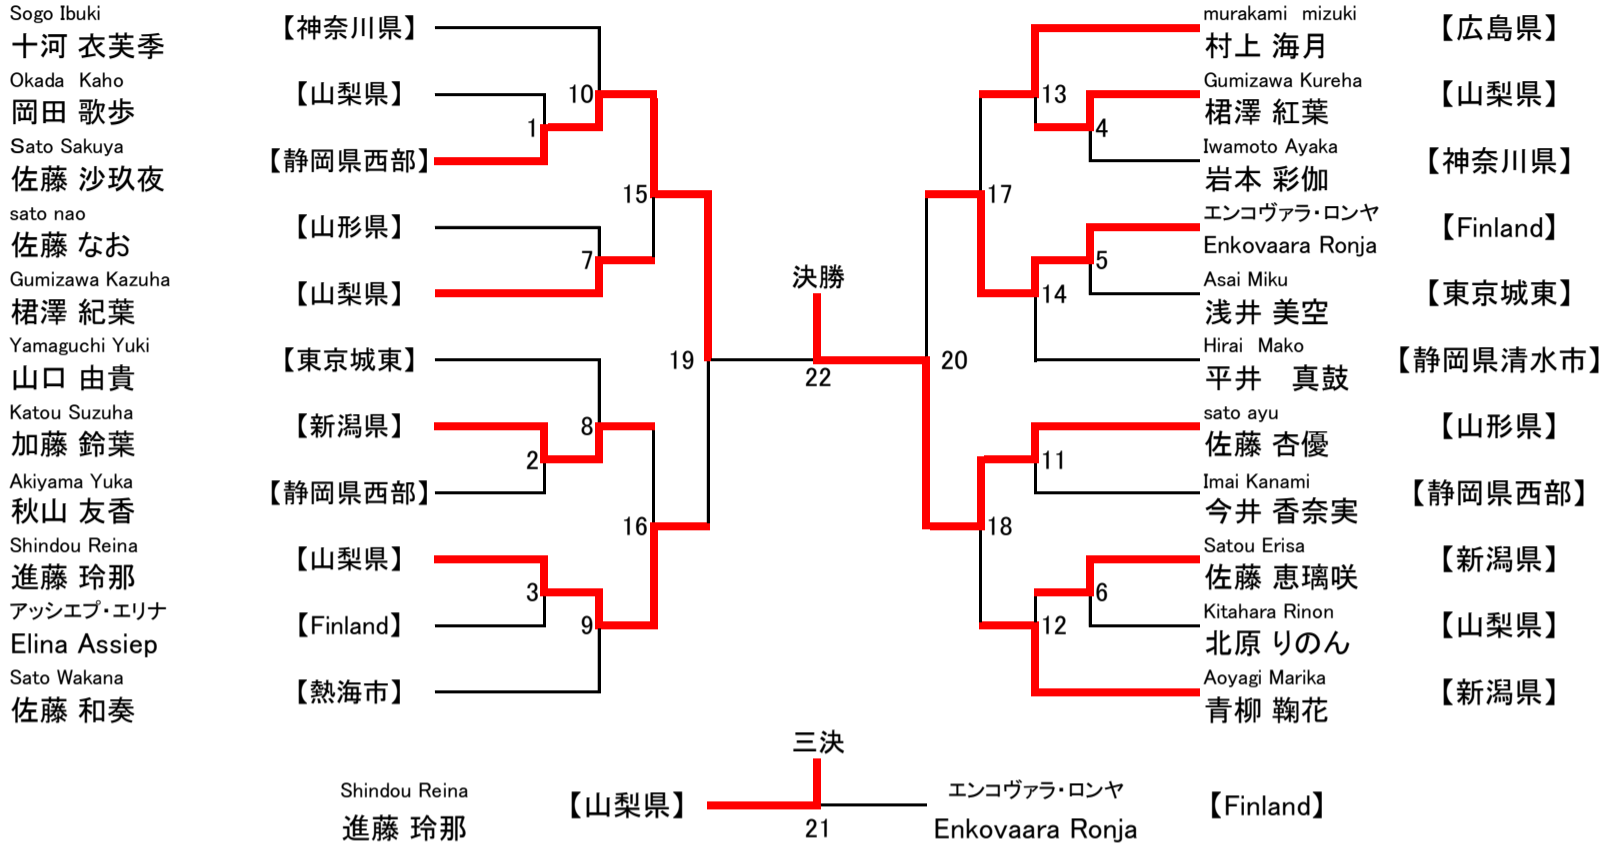 Sogo Ibuki
十河 衣芙季
【神奈川県】
Okada Kaho
岡田 歌歩
【山梨県】
Sato Sakuya
佐藤 沙玖夜
【静岡県西部】
sato nao
佐藤 なお
【山形県】
Gumizawa Kazuha
桾澤 紀葉
【山梨県】
Yamaguchi Yuki
山口 由貴
【東京城東】
Katou Suzuha
加藤 鈴葉
【新潟県】
Akiyama Yuka
秋山 友香
【静岡県西部】
Shindou Reina
進藤 玲那
【山梨県】
アッシエプ・エリナ
Elina Assiep
【Finland】
Sato Wakana
佐藤 和奏
【熱海市】
1
2
3
7
8
9
10
15
16
19
決勝
22
20
17
18
13
14
11
12
4
5
6
murakami mizuki
村上 海月
【広島県】
Gumizawa Kureha
桾澤 紅葉
【山梨県】
Iwamoto Ayaka
岩本 彩伽
【神奈川県】
エンコヴァラ・ロンヤ
Enkovaara Ronja
【Finland】
Asai Miku
浅井 美空
【東京城東】
Hirai Mako
平井 真鼓
【静岡県清水市】
sato ayu
佐藤 杏優
【山形県】
Imai Kanami
今井 香奈実
【静岡県西部】
Satou Erisa
佐藤 恵璃咲
【新潟県】
Kitahara Rinon
北原 りのん
【山梨県】
Aoyagi Marika
青柳 鞠花
【新潟県】
三決
Shindou Reina
進藤 玲那
【山梨県】
21
エンコヴァラ・ロンヤ
Enkovaara Ronja
【Finland】